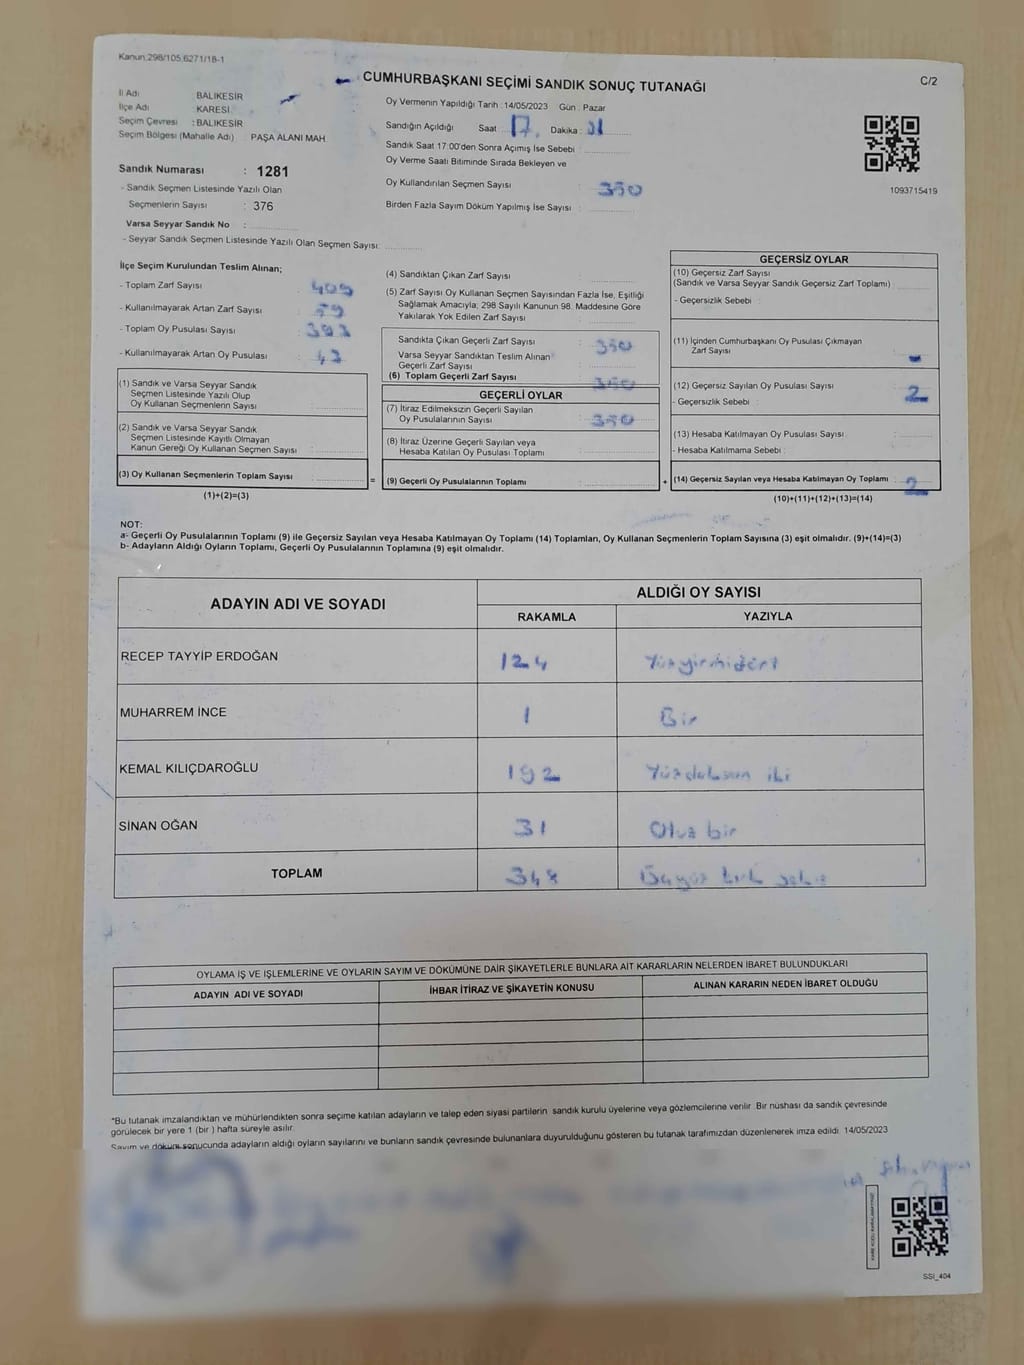 Kanun.298/105.6271/18-1
CUMHURBAŞKANI SEÇİMİ SANDIK SONUÇ TUTANAĞI
C/2
İl Adı BALIKESİR
İlçe Adı KARESİ
Seçim Çevresi : BALIKESİR
Seçim Bölgesi (Mahalle Adı) : PAŞA ALANI MAH
Oy Vermenin Yapıldığı Tarih : 14/05/2023 Gün : Pazar
Sandığın Açıldığı Saat : 17 Dakika : 31
Sandık Saat 17:00'den Sonra Açımış İse Sebebi :
Oy Verme Saati Bitiminde Sırada Bekleyen ve
Oy Kullandırılan Seçmen Sayısı : 350
Birden Fazla Sayım Döküm Yapılmış İse Sayısı :
1093715419
Sandık Numarası : 1281
- Sandık Seçmen Listesinde Yazılı Olan
Seçmenlerin Sayısı : 376
Varsa Seyyar Sandık No :
- Seyyar Sandık Seçmen Listesinde Yazılı Olan Seçmen Sayısı:
İlçe Seçim Kurulundan Teslim Alınan;
- Toplam Zarf Sayısı : 409
- Kullanılmayarak Artan Zarf Sayısı : 59
- Toplam Oy Pusulası Sayısı : 393
- Kullanılmayarak Artan Oy Pusulası : 43
(1) Sandık ve Varsa Seyyar Sandık
Seçmen Listesinde Yazılı Olup
Oy Kullanan Seçmenlerin Sayısı :
(2) Sandık ve Varsa Seyyar Sandık
Seçmen Listesinde Kayıtlı Olmayan
Kanun Gereği Oy Kullanan Seçmen Sayısı :
(3) Oy Kullanan Seçmenlerin Toplam Sayısı :
(1)+(2)=(3)
(4) Sandıktan Çıkan Zarf Sayısı :
(5) Zarf Sayısı Oy Kullanan Seçmen Sayısından Fazla İse, Eşitliği
Sağlamak Amacıyla, 298 Sayılı Kanunun 98. Maddesine Göre
Yakılarak Yok Edilen Zarf Sayısı :
Sandıkta Çıkan Geçerli Zarf Sayısı : 350
Varsa Seyyar Sandıktan Teslim Alınan
Geçerli Zarf Sayısı :
(6) Toplam Geçerli Zarf Sayısı : 350
GEÇERLİ OYLAR
(7) İtiraz Edilmeksizin Geçerli Sayılan
Oy Pusulalarının Sayısı : 350
(8) İtiraz Üzerine Geçerli Sayılan veya
Hesaba Katılan Oy Pusulası Toplamı :
= (9) Geçerli Oy Pusulalarının Toplamı :
GEÇERSİZ OYLAR
(10) Geçersiz Zarf Sayısı
(Sandık ve Varsa Seyyar Sandık Geçersiz Zarf Toplamı) :
- Geçersizlik Sebebi :
(11) İçinden Cumhurbaşkanı Oy Pusulası Çıkmayan
Zarf Sayısı :
(12) Geçersiz Sayılan Oy Pusulası Sayısı : 2
- Geçersizlik Sebebi :
(13) Hesaba Katılmayan Oy Pusulası Sayısı :
- Hesaba Katılmama Sebebi :
+ (14) Geçersiz Sayılan veya Hesaba Katılmayan Oy Toplamı : 2
(10)+(11)+(12)+(13)=(14)
NOT:
a- Geçerli Oy Pusulalarının Toplamı (9) ile Geçersiz Sayılan veya Hesaba Katılmayan Oy Toplamı (14) Toplamları, Oy Kullanan Seçmenlerin Toplam Sayısına (3) eşit olmalıdır. (9)+(14)=(3)
b- Adayların Aldığı Oyların Toplamı, Geçerli Oy Pusulalarının Toplamına (9) eşit olmalıdır.
ADAYIN ADI VE SOYADI ALDIĞI OY SAYISI
RAKAMLA YAZIYLA
RECEP TAYYİP ERDOĞAN 124 Yüzyirmidört
MUHARREM İNCE 1 Bir
KEMAL KILIÇDAROĞLU 192 Yüzdoksan iki
SİNAN OĞAN 31 Otuz bir
TOPLAM 348 Üçyüz kırk sekiz
OYLAMA İŞ VE İŞLEMLERİNE VE OYLARIN SAYIM VE DÖKÜMÜNE DAİR ŞİKAYETLERLE BUNLARA AİT KARARLARIN NELERDEN İBARET BULUNDUKLARI
ADAYIN ADI VE SOYADI İHBAR İTİRAZ VE ŞİKAYETİN KONUSU ALINAN KARARIN NEDEN İBARET OLDUĞU
*Bu tutanak imzalandıktan ve mühürlendikten sonra seçime katılan adayların ve talep eden siyasi partilerin sandık kurulu üyelerine veya gözlemcilerine verilir. Bir nüshası da sandık çevresinde
görülecek bir yere 1 (bir) hafta süreyle asılır.
Sayım ve döküm sonucunda adayların aldığı oyların sayılarını ve bunların sandık çevresinde bulunanlara duyurulduğunu gösteren bu tutanak tarafımızdan düzenlenerek imza edildi. 14/05/2023
SSI_404